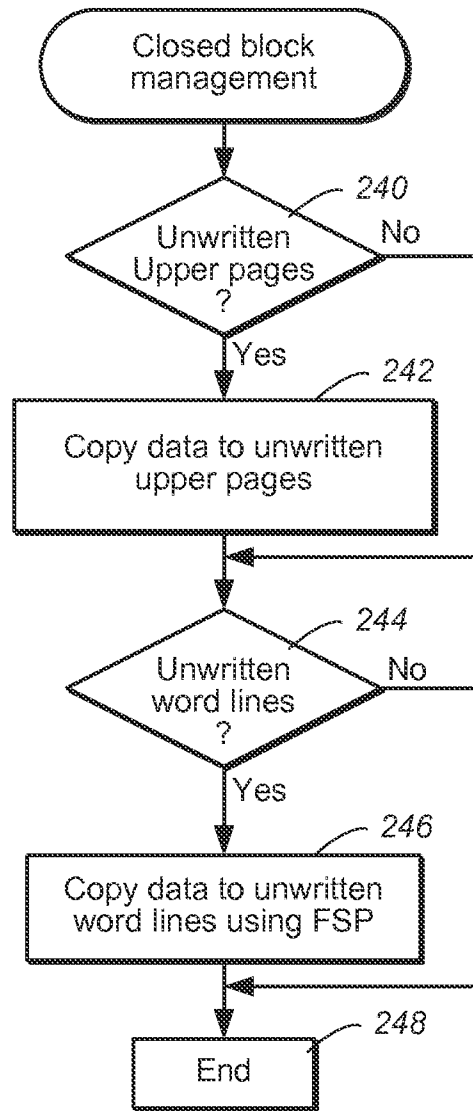 Closed block
management
240
Unwritten
Upper pages
?
No
Yes
242
Copy data to unwritten
upper pages
244
Unwritten
word lines
?
No
Yes
246
Copy data to unwritten
word lines using FSP
248
End